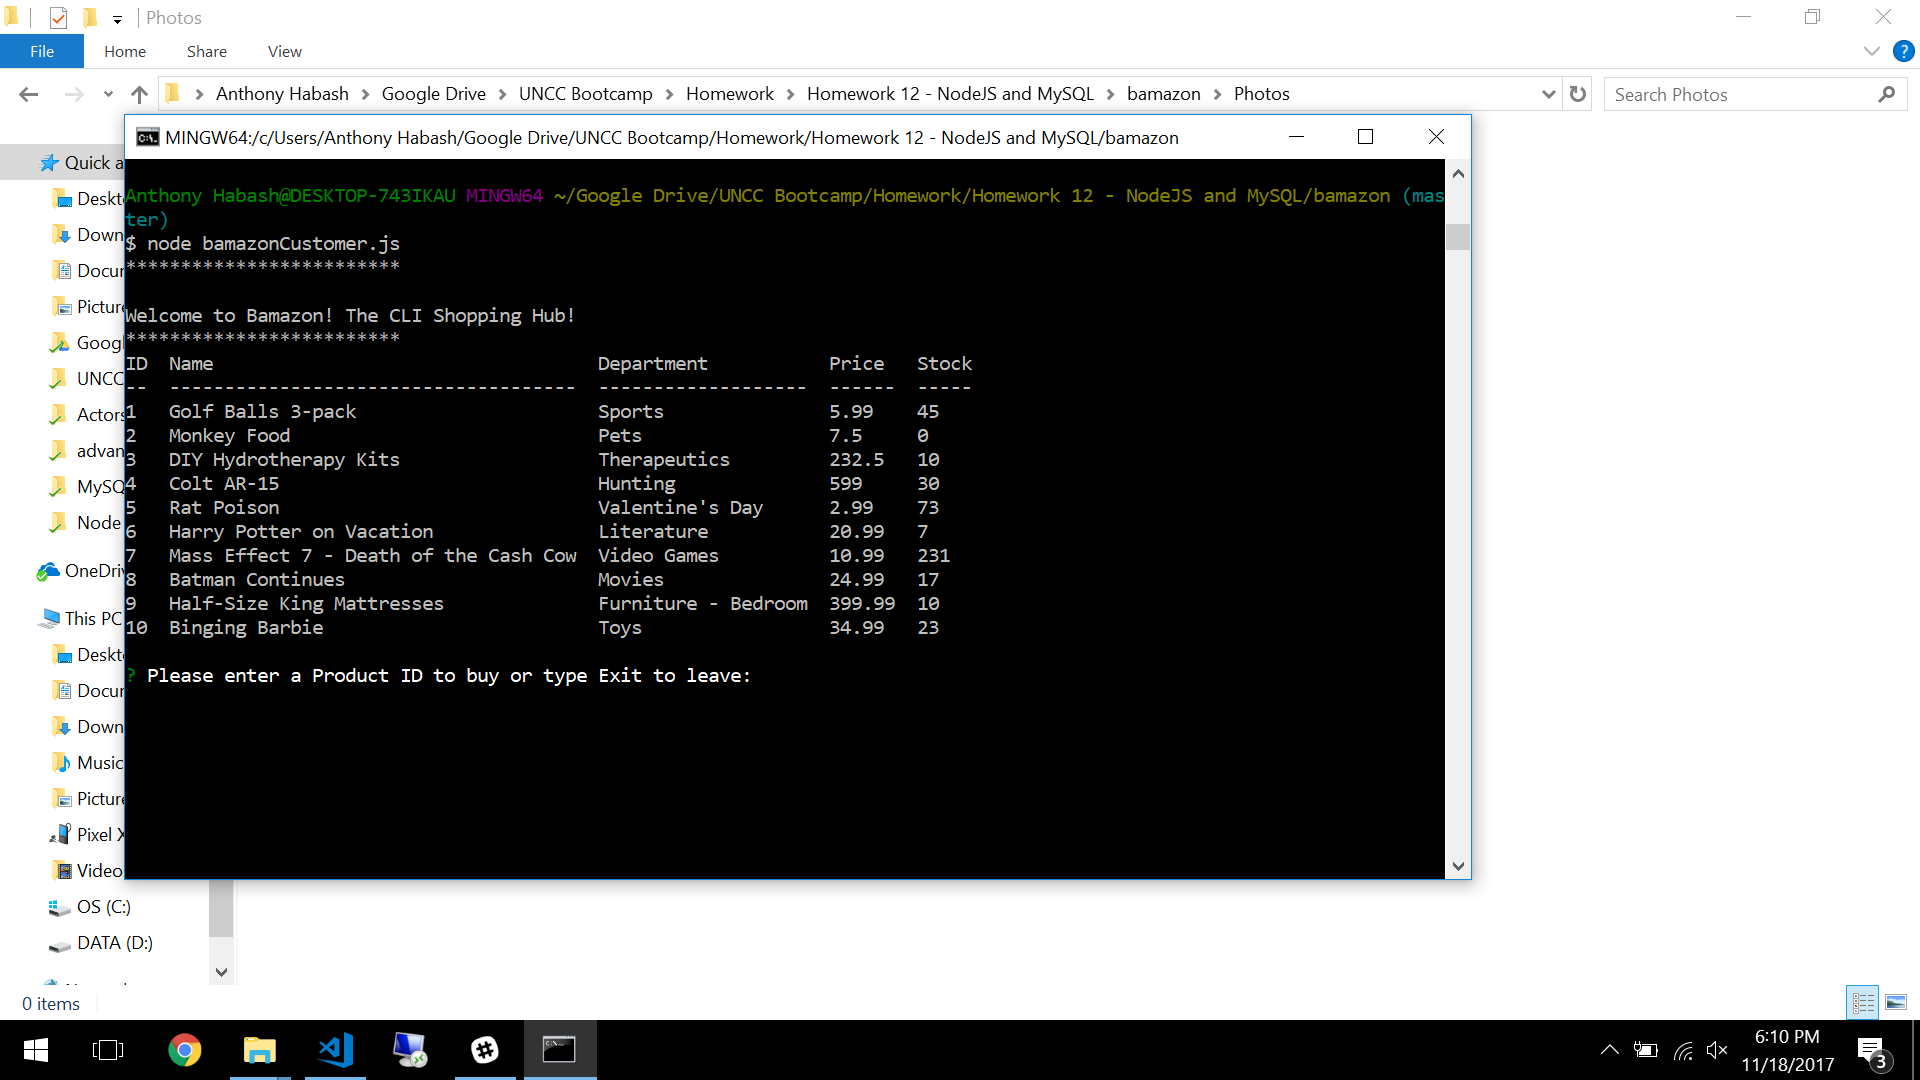 Photos
File Home Share View
Anthony Habash > Google Drive > UNCC Bootcamp > Homework > Homework 12 - NodeJS and MySQL > bamazon > Photos
Search Photos
MINGW64:/c/Users/Anthony Habash/Google Drive/UNCC Bootcamp/Homework/Homework 12 - NodeJS and MySQL/bamazon
Quick a
Deskt
Down
Docur
Picture
Googl
UNCC
Actors
advan
MySQ
Node
OneDriv
This PC
Deskt
Docur
Down
Music
Picture
Pixel X
Video
OS (C:)
DATA (D:)
Anthony Habash@DESKTOP-743IKAU MINGW64 ~/Google Drive/UNCC Bootcamp/Homework/Homework 12 - NodeJS and MySQL/bamazon (mas
ter)
$ node bamazonCustomer.js
*************************
Welcome to Bamazon! The CLI Shopping Hub!
*************************
ID  Name                                   Department           Price   Stock
--  -------------------------------------  -------------------  ------  -----
1   Golf Balls 3-pack                      Sports               5.99    45
2   Monkey Food                            Pets                 7.5     0
3   DIY Hydrotherapy Kits                  Therapeutics         232.5   10
4   Colt AR-15                             Hunting              599     30
5   Rat Poison                             Valentine's Day      2.99    73
6   Harry Potter on Vacation               Literature           20.99   7
7   Mass Effect 7 - Death of the Cash Cow  Video Games          10.99   231
8   Batman Continues                       Movies               24.99   17
9   Half-Size King Mattresses              Furniture - Bedroom  399.99  10
10  Binging Barbie                         Toys                 34.99   23
? Please enter a Product ID to buy or type Exit to leave:
0 items
6:10 PM
11/18/2017
3